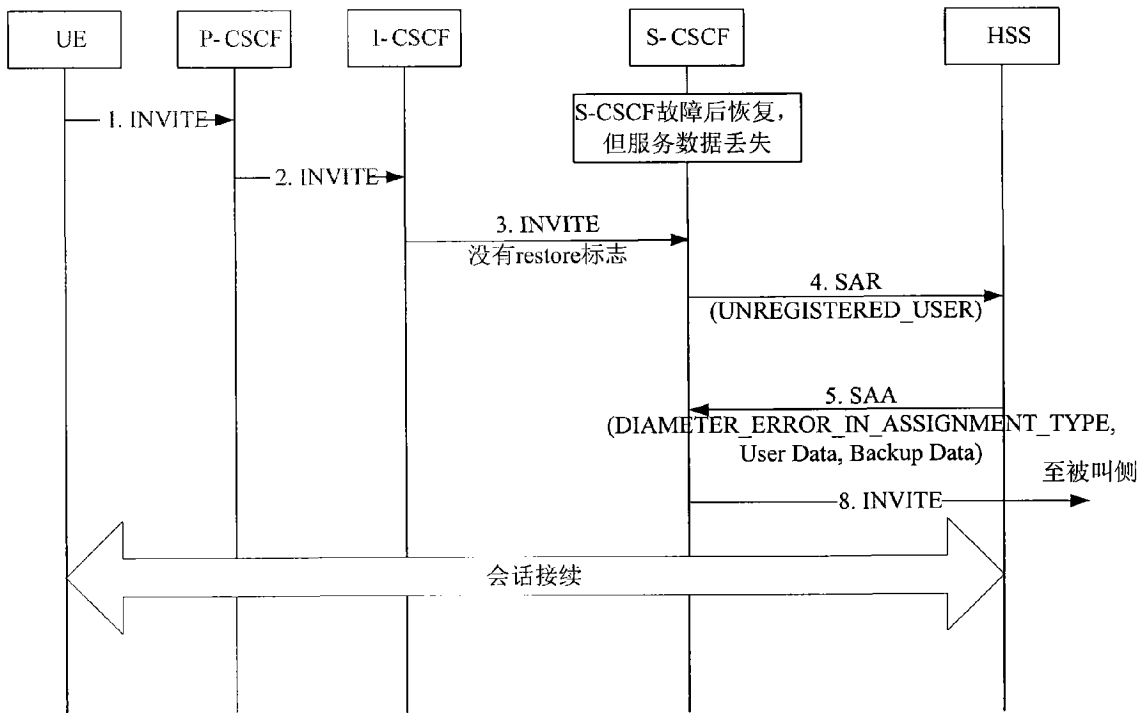 UE
P-CSCF
I-CSCF
S-CSCF
HSS
S-CSCF故障后恢复，
但服务数据丢失
1. INVITE
2. INVITE
3. INVITE
没有restore标志
4. SAR
(UNREGISTERED_USER)
5. SAA
(DIAMETER_ERROR_IN_ASSIGNMENT_TYPE,
User Data, Backup Data)
至被叫侧
8. INVITE
会话接续